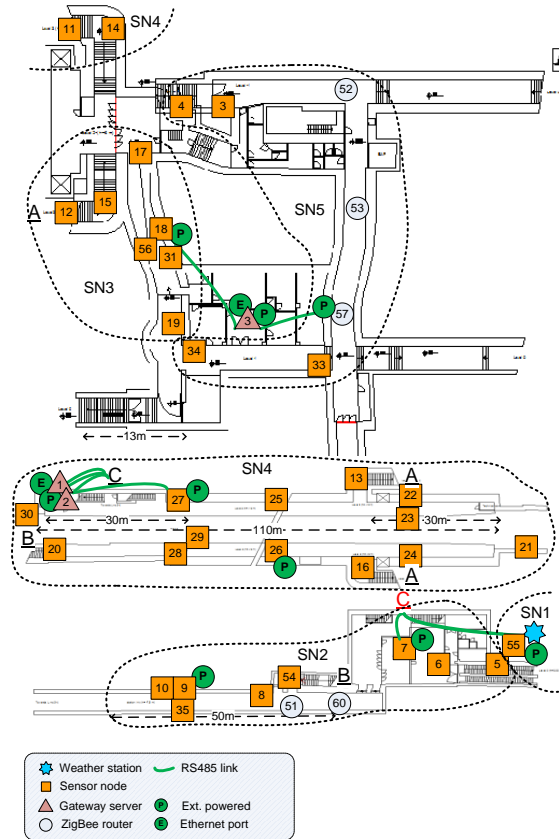 SN4
11
14
52
4
3
17
53
A
12
15
SN5
18
P
56
31
SN3
E
P
P
3
57
19
34
33
13m
SN4
C
A
E
1
13
P
2
27
P
25
22
30
30m
23
30m
110m
B
29
20
28
26
24
21
P
16
A
C
SN1
7
P
55
SN2
6
5
P
54
B
10
9
P
8
35
51
60
50m
Weather station
RS485 link
Sensor node
Gateway server
P
Ext. powered
ZigBee router
E
Ethernet port